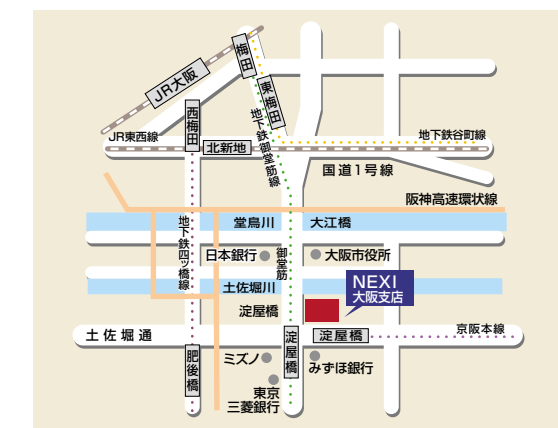 梅田
JR大阪
東梅田
西梅田
地下鉄御堂筋線
JR東西線
北新地
地下鉄谷町線
国道1号線
阪神高速環状線
堂島川
大江橋
地下鉄四ツ橋線
日本銀行
御堂筋
大阪市役所
土佐堀川
NEXI
大阪支店
淀屋橋
土佐堀通
淀屋橋
淀屋橋
京阪本線
肥後橋
ミズノ
みずほ銀行
東京
三菱銀行